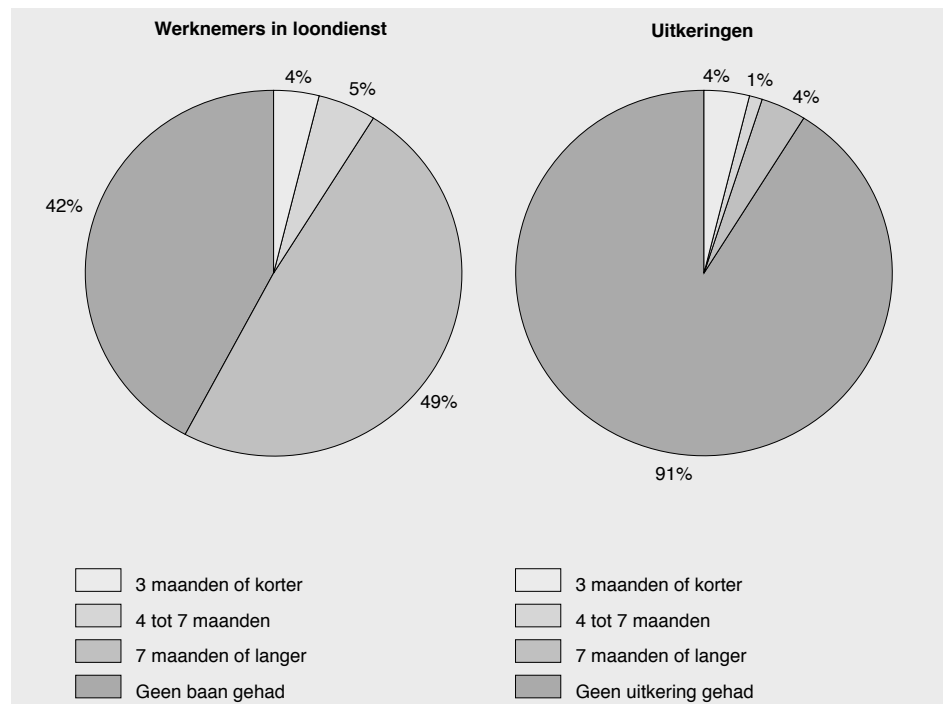 Werknemers in loondienst
4%
5%
42%
49%
3 maanden of korter
4 tot 7 maanden
7 maanden of langer
Geen baan gehad
Uitkeringen
4%
1%
4%
91%
3 maanden of korter
4 tot 7 maanden
7 maanden of langer
Geen uitkering gehad